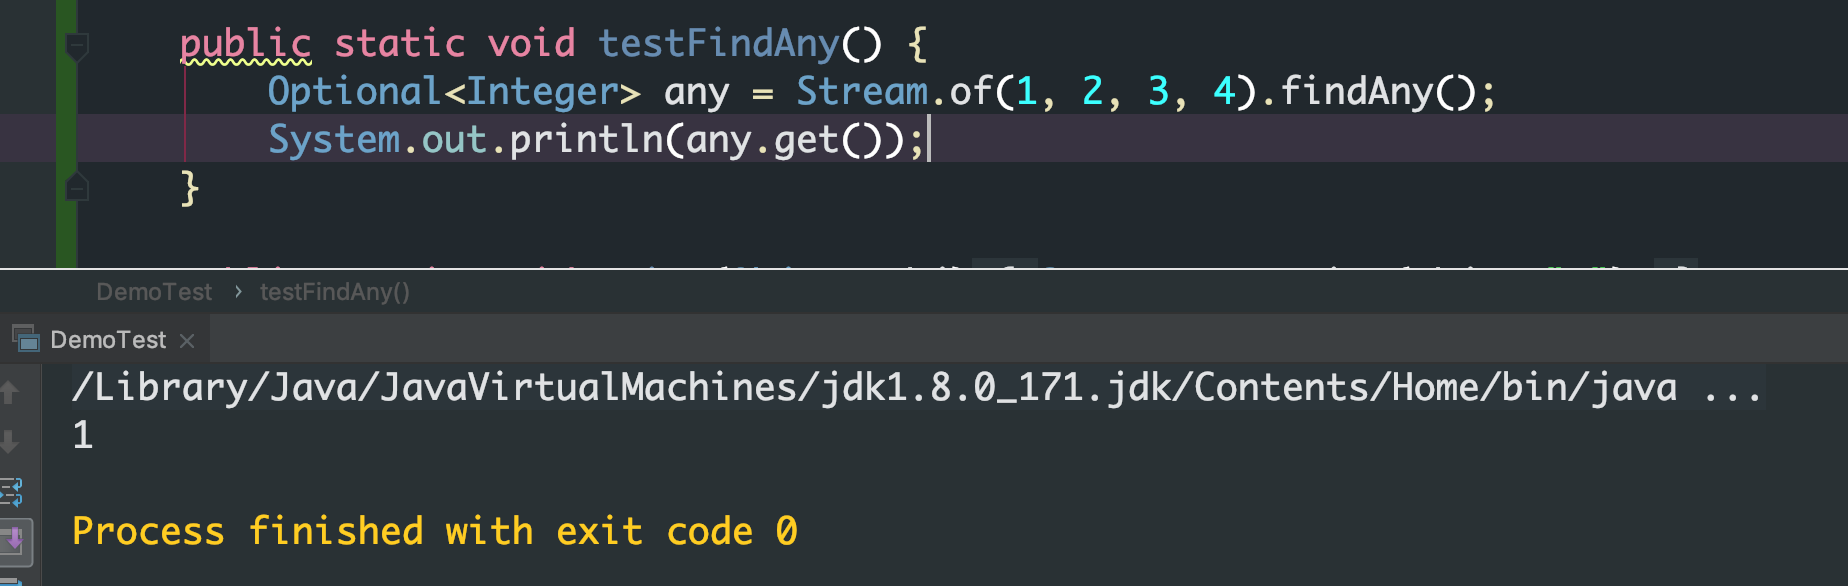 public static void testFindAny() {
Optional<Integer> any = Stream.of(1, 2, 3, 4).findAny();
System.out.println(any.get());
}
DemoTest › testFindAny()
DemoTest ×
/Library/Java/JavaVirtualMachines/jdk1.8.0_171.jdk/Contents/Home/bin/java ...
1
Process finished with exit code 0